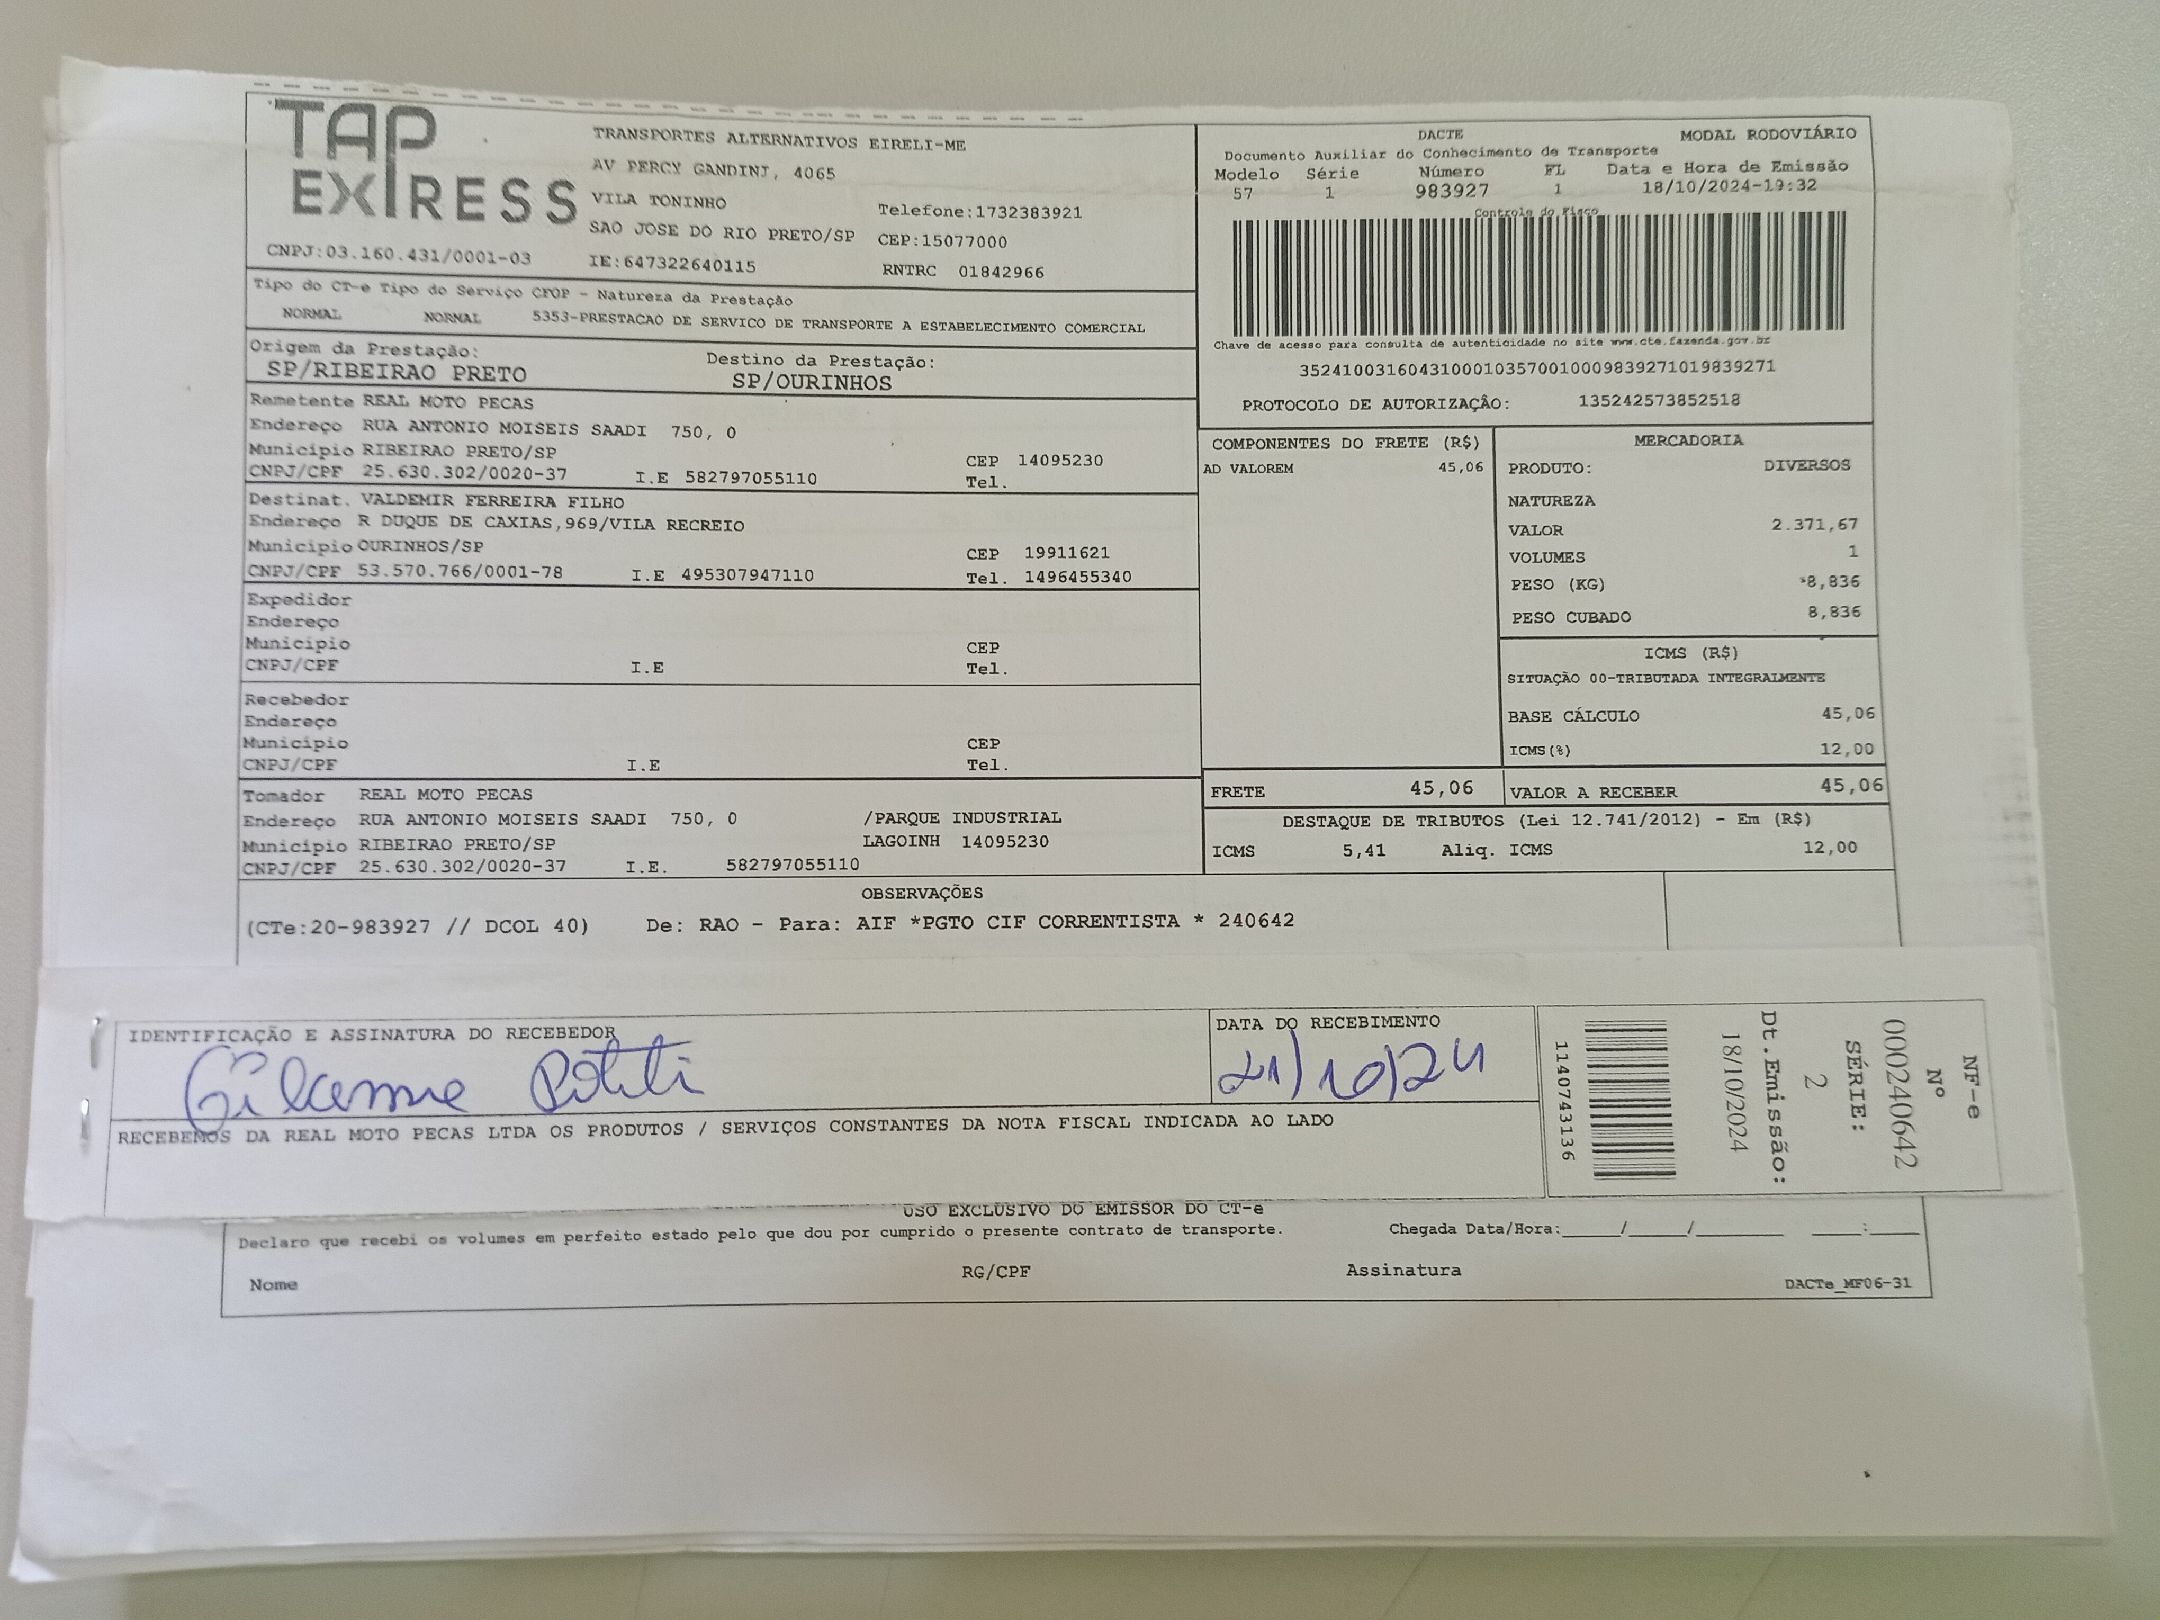 TAP
EXPRESS
TRANSPORTES ALTERNATIVOS EIRELI-ME
AV PERCY GANDINI, 4065
VILA TONINHO
Telefone:1732383921
SAO JOSE DO RIO PRETO/SP CEP:15077000
CNPJ:03.160.431/0001-03 IE:647322640115 RNTRC 01842966
DACTE MODAL RODOVIÁRIO
Documento Auxiliar do Conhecimento de Transporte
Modelo Série Número FL Data e Hora de Emissão
57 1 983927 1 18/10/2024-19:32
Controle do Fisco
Chave de acesso para consulta de autenticidade no site www.cte.fazenda.gov.br
35241003160431000103570010009839271019839271
PROTOCOLO DE AUTORIZAÇÃO: 135242573852518
Tipo do CT-e Tipo do Serviço CFOP - Natureza da Prestação
NORMAL NORMAL 5353-PRESTACAO DE SERVICO DE TRANSPORTE A ESTABELECIMENTO COMERCIAL
Origem da Prestação: Destino da Prestação:
SP/RIBEIRAO PRETO SP/OURINHOS
Remetente REAL MOTO PECAS
Endereço RUA ANTONIO MOISEIS SAADI 750, 0
Município RIBEIRAO PRETO/SP CEP 14095230
CNPJ/CPF 25.630.302/0020-37 I.E 582797055110 Tel.
Destinat. VALDEMIR FERREIRA FILHO
Endereço R DUQUE DE CAXIAS,969/VILA RECREIO
Município OURINHOS/SP CEP 19911621
CNPJ/CPF 53.570.766/0001-78 I.E 495307947110 Tel. 1496455340
Expedidor
Endereço
Município CEP
CNPJ/CPF I.E Tel.
Recebedor
Endereço
Município CEP
CNPJ/CPF I.E Tel.
Tomador REAL MOTO PECAS
Endereço RUA ANTONIO MOISEIS SAADI 750, 0 /PARQUE INDUSTRIAL
Município RIBEIRAO PRETO/SP LAGOINH 14095230
CNPJ/CPF 25.630.302/0020-37 I.E. 582797055110
COMPONENTES DO FRETE (R$)
AD VALOREM 45,06
MERCADORIA
PRODUTO: DIVERSOS
NATUREZA
VALOR 2.371,67
VOLUMES 1
PESO (KG) 8,836
PESO CUBADO 8,836
ICMS (R$)
SITUAÇÃO 00-TRIBUTADA INTEGRALMENTE
BASE CÁLCULO 45,06
ICMS(%) 12,00
FRETE 45,06 VALOR A RECEBER 45,06
DESTAQUE DE TRIBUTOS (Lei 12.741/2012) - Em (R$)
ICMS 5,41 Aliq. ICMS 12,00
OBSERVAÇÕES
(CTe:20-983927 // DCOL 40) De: RAO - Para: AIF *PGTO CIF CORRENTISTA * 240642
IDENTIFICAÇÃO E ASSINATURA DO RECEBEDOR
DATA DO RECEBIMENTO
21/10/24
RECEBEMOS DA REAL MOTO PECAS LTDA OS PRODUTOS / SERVIÇOS CONSTANTES DA NOTA FISCAL INDICADA AO LADO
NF-e
Nº
0000240642
SÉRIE:
2
Dt.Emissão:
18/10/2024
1140743136
USO EXCLUSIVO DO EMISSOR DO CT-e
Declaro que recebi os volumes em perfeito estado pelo que dou por cumprido o presente contrato de transporte. Chegada Data/Hora:_____/_____/________ ____:____
Nome RG/CPF Assinatura
DACTe_MF06-31